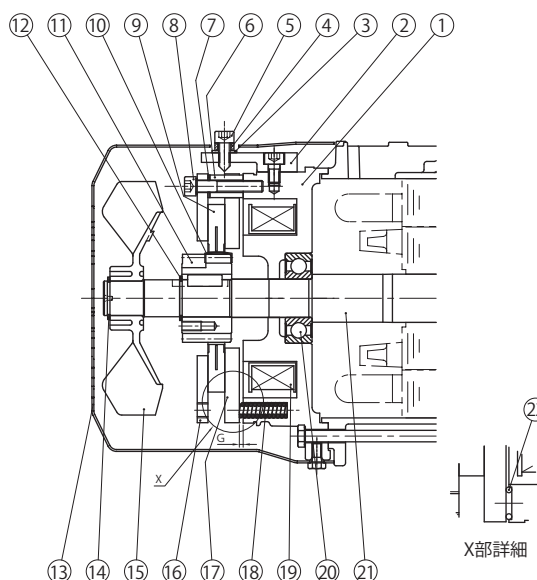 ⑫ ⑪ ⑩ ⑨ ⑧ ⑦ ⑥ ⑤ ④ ③ ② ①
G
X
X部詳細
⑬ ⑭ ⑮ ⑯ ⑰ ⑱ ⑲ ⑳ ㉑